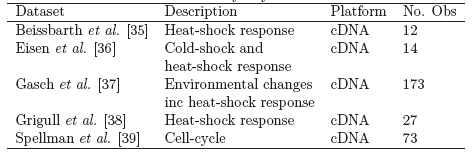 Dataset Description Platform No. Obs
Beissbarth et al. [35] Heat-shock response cDNA 12
Eisen et al. [36] Cold-shock and cDNA 14
heat-shock response
Gasch et al. [37] Environmental changes cDNA 173
inc heat-shock response
Grigull et al. [38] Heat-shock response cDNA 27
Spellman et al. [39] Cell-cycle cDNA 73